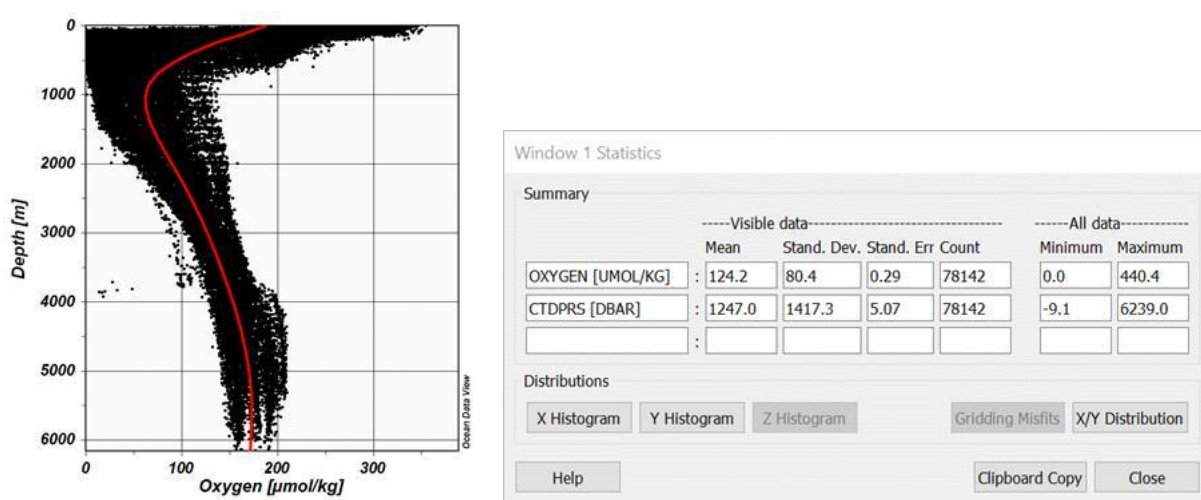 0
1000
2000
3000
4000
5000
6000
Depth [m]
0 100 200 300
Oxygen [µmol/kg]
Ocean Data View
Window 1 Statistics
Summary
-----Visible data---------------------------- -----All data-----------
Mean Stand. Dev. Stand. Err Count Minimum Maximum
OXYGEN [UMOL/KG] : 124.2 80.4 0.29 78142 0.0 440.4
CTDPRS [DBAR] : 1247.0 1417.3 5.07 78142 -9.1 6239.0
:
Distributions
X Histogram Y Histogram Z Histogram Gridding Misfits X/Y Distribution
Help Clipboard Copy Close